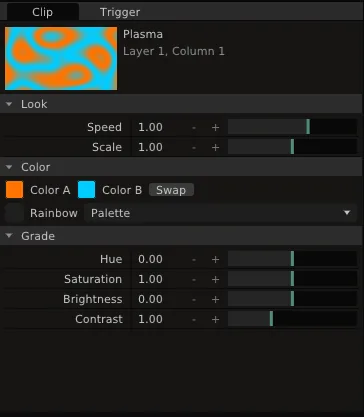 Clip Trigger
Plasma
Layer 1, Column 1
Look
Speed 1.00 - +
Scale 1.00 - +
Color
Color A Color B Swap
Rainbow Palette
Grade
Hue 0.00 - +
Saturation 1.00 - +
Brightness 0.00 - +
Contrast 1.00 - +